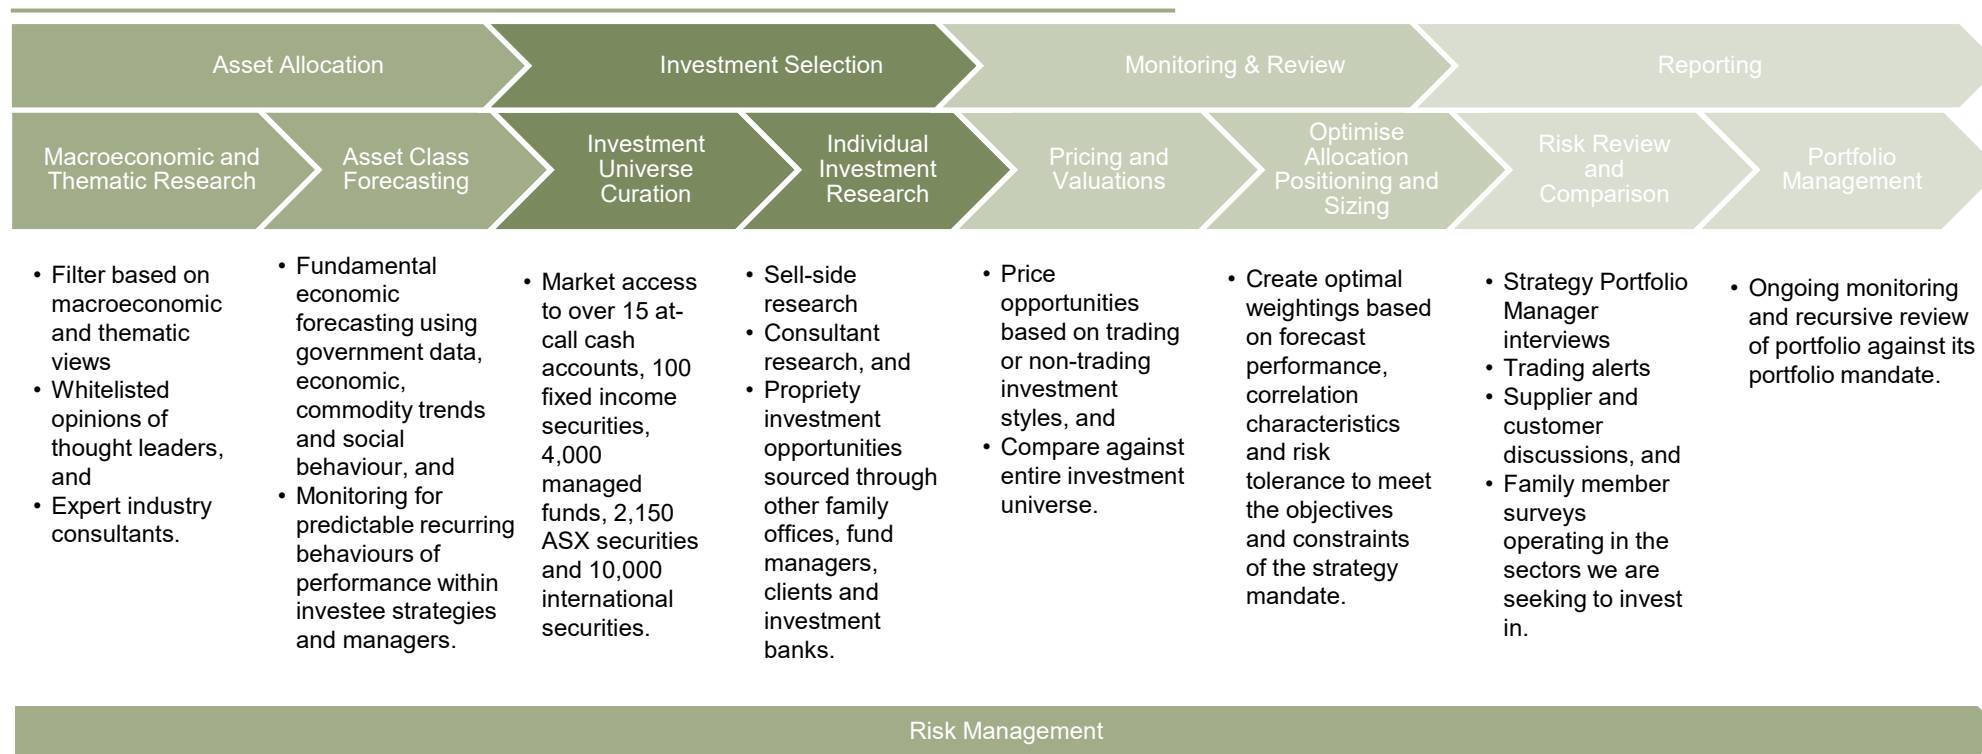 Asset Allocation
Investment Selection
Monitoring & Review
Reporting
Macroeconomic and
Thematic Research
Asset Class
Forecasting
Investment
Universe
Curation
Individual
Investment
Research
Pricing and
Valuations
Optimise
Allocation
Positioning and
Sizing
Risk Review
and
Comparison
Portfolio
Management
• Filter based on
macroeconomic
and thematic
views
• Whitelisted
opinions of
thought leaders,
and
• Expert industry
consultants.
• Fundamental
economic
forecasting using
government data,
economic,
commodity trends
and social
behaviour, and
• Monitoring for
predictable recurring
behaviours of
performance within
investee strategies
and managers.
• Market access
to over 15 at-
call cash
accounts, 100
fixed income
securities,
4,000
managed
funds, 2,150
ASX securities
and 10,000
international
securities.
• Sell-side
research
• Consultant
research, and
• Propriety
investment
opportunities
sourced through
other family
offices, fund
managers,
clients and
investment
banks.
• Price
opportunities
based on trading
or non-trading
investment
styles, and
• Compare against
entire investment
universe.
• Create optimal
weightings based
on forecast
performance,
correlation
characteristics
and risk
tolerance to meet
the objectives
and constraints
of the strategy
mandate.
• Strategy Portfolio
Manager
interviews
• Trading alerts
• Supplier and
customer
discussions, and
• Family member
surveys
operating in the
sectors we are
seeking to invest
in.
• Ongoing monitoring
and recursive review
of portfolio against its
portfolio mandate.
Risk Management